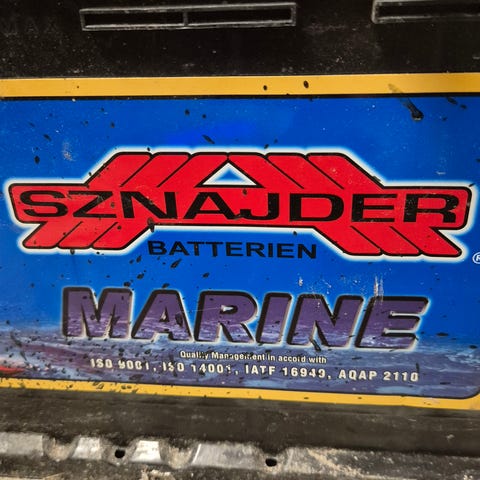 SZNAJDER
BATTERIEN
®
MARINE
Quality Management in accord with
ISO 9001, ISO 14001, IATF 16949, AQAP 2110